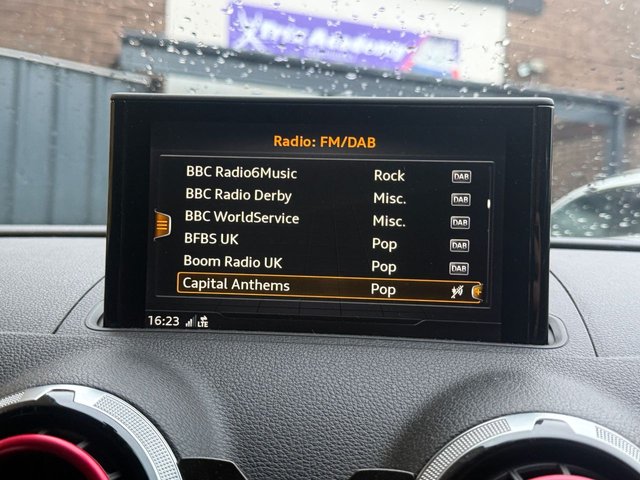 Academy
Radio: FM/DAB
BBC Radio6Music Rock DAB
BBC Radio Derby Misc. DAB
BBC WorldService Misc. DAB
BFBS UK Pop DAB
Boom Radio UK Pop DAB
Capital Anthems Pop
16:23 LTE